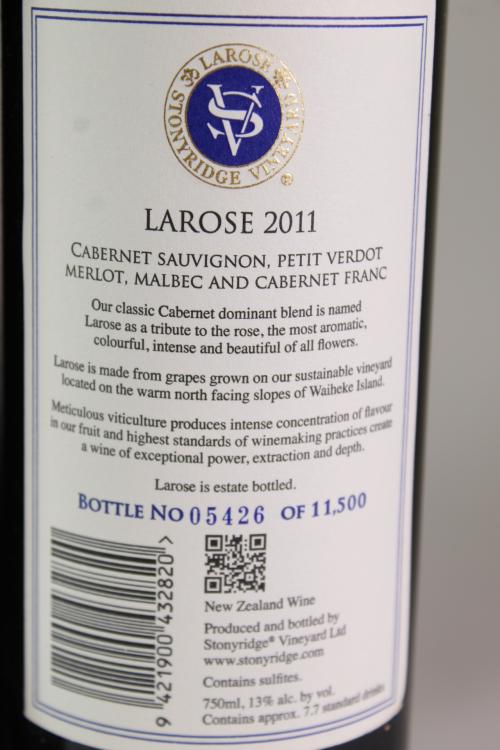 LAROSE
STONYRIDGE VINEYARD
SV
®
LAROSE 2011
CABERNET SAUVIGNON, PETIT VERDOT
MERLOT, MALBEC AND CABERNET FRANC
Our classic Cabernet dominant blend is named
Larose as a tribute to the rose, the most aromatic,
colourful, intense and beautiful of all flowers.
Larose is made from grapes grown on our sustainable vineyard
located on the warm north facing slopes of Waiheke Island.
Meticulous viticulture produces intense concentration of flavour
in our fruit and highest standards of winemaking practices create
a wine of exceptional power, extraction and depth.
Larose is estate bottled.
BOTTLE NO 05426 OF 11,500
9 421900 432820 >
New Zealand Wine
Produced and bottled by
Stonyridge® Vineyard Ltd
www.stonyridge.com
Contains sulfites.
750ml, 13% alc. by vol.
Contains approx. 7.7 standard drinks